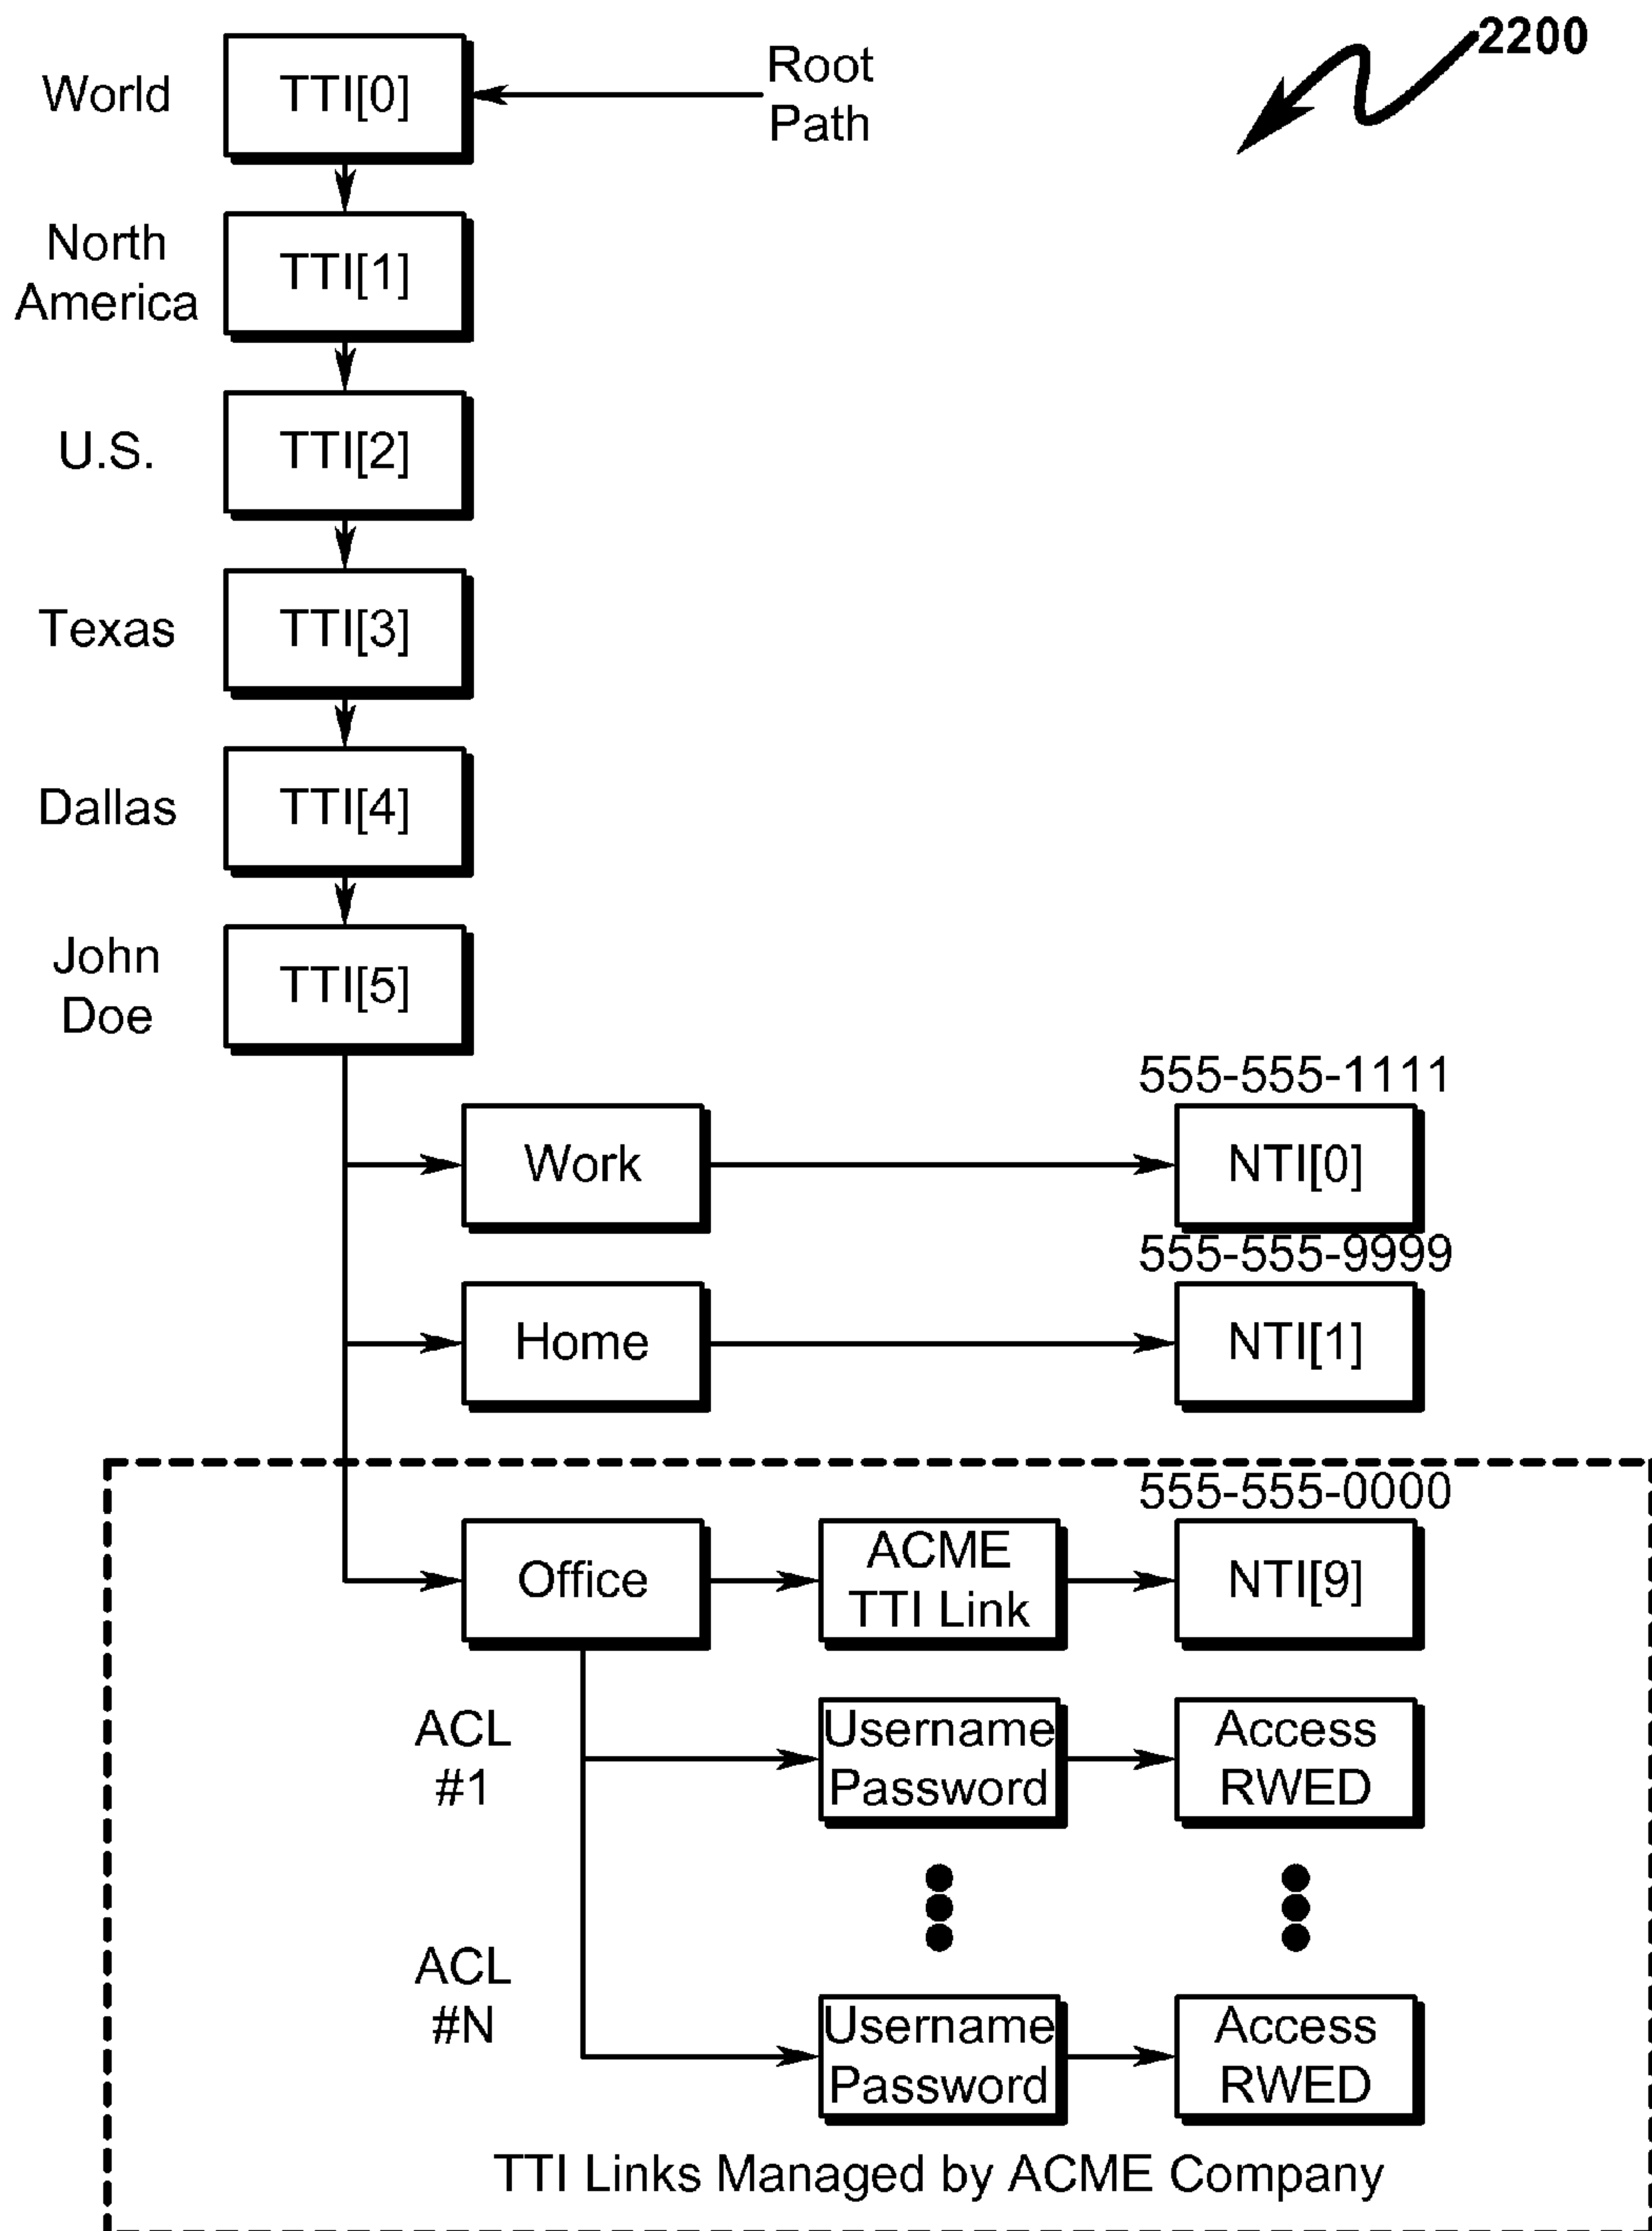 2200
World
TTI[0]
Root
Path
North
America
TTI[1]
U.S.
TTI[2]
Texas
TTI[3]
Dallas
TTI[4]
John
Doe
TTI[5]
555-555-1111
Work
NTI[0]
555-555-9999
Home
NTI[1]
555-555-0000
Office
ACME
TTI Link
NTI[9]
ACL
#1
Username
Password
Access
RWED
ACL
#N
Username
Password
Access
RWED
TTI Links Managed by ACME Company